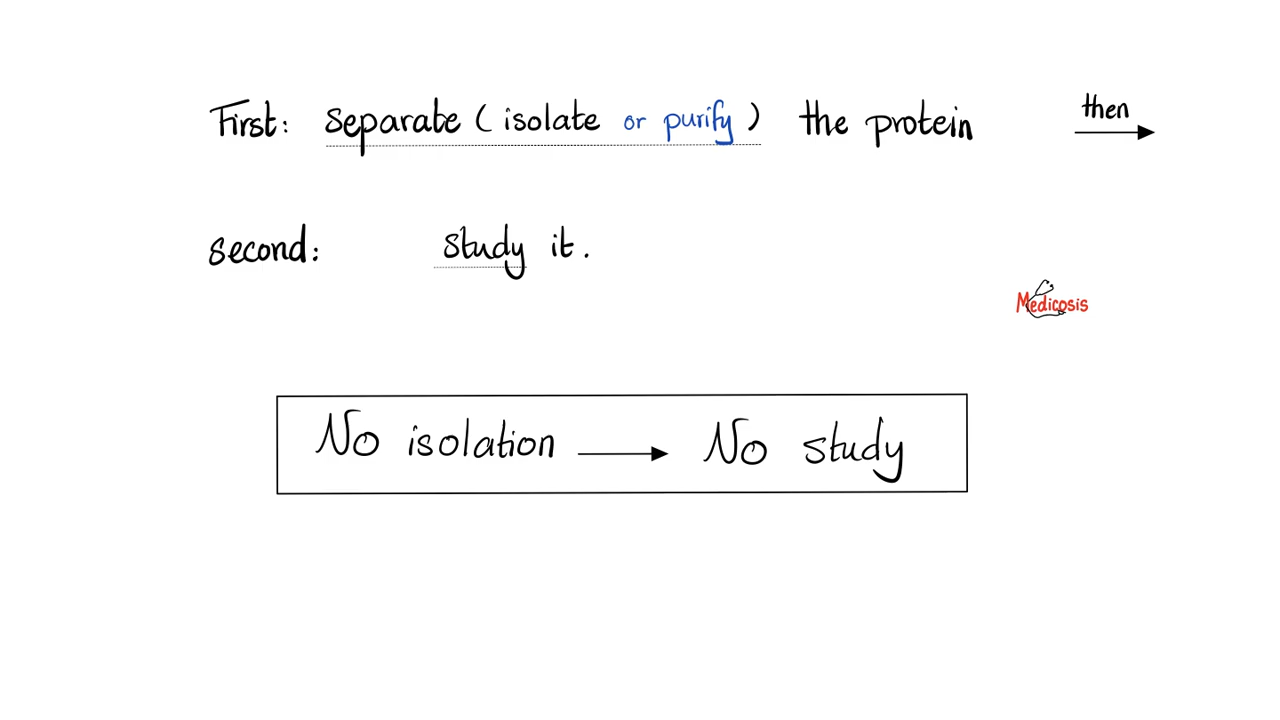 First: separate (isolate or purify) the protein then
second: study it.
Medicosis
No isolation → No study